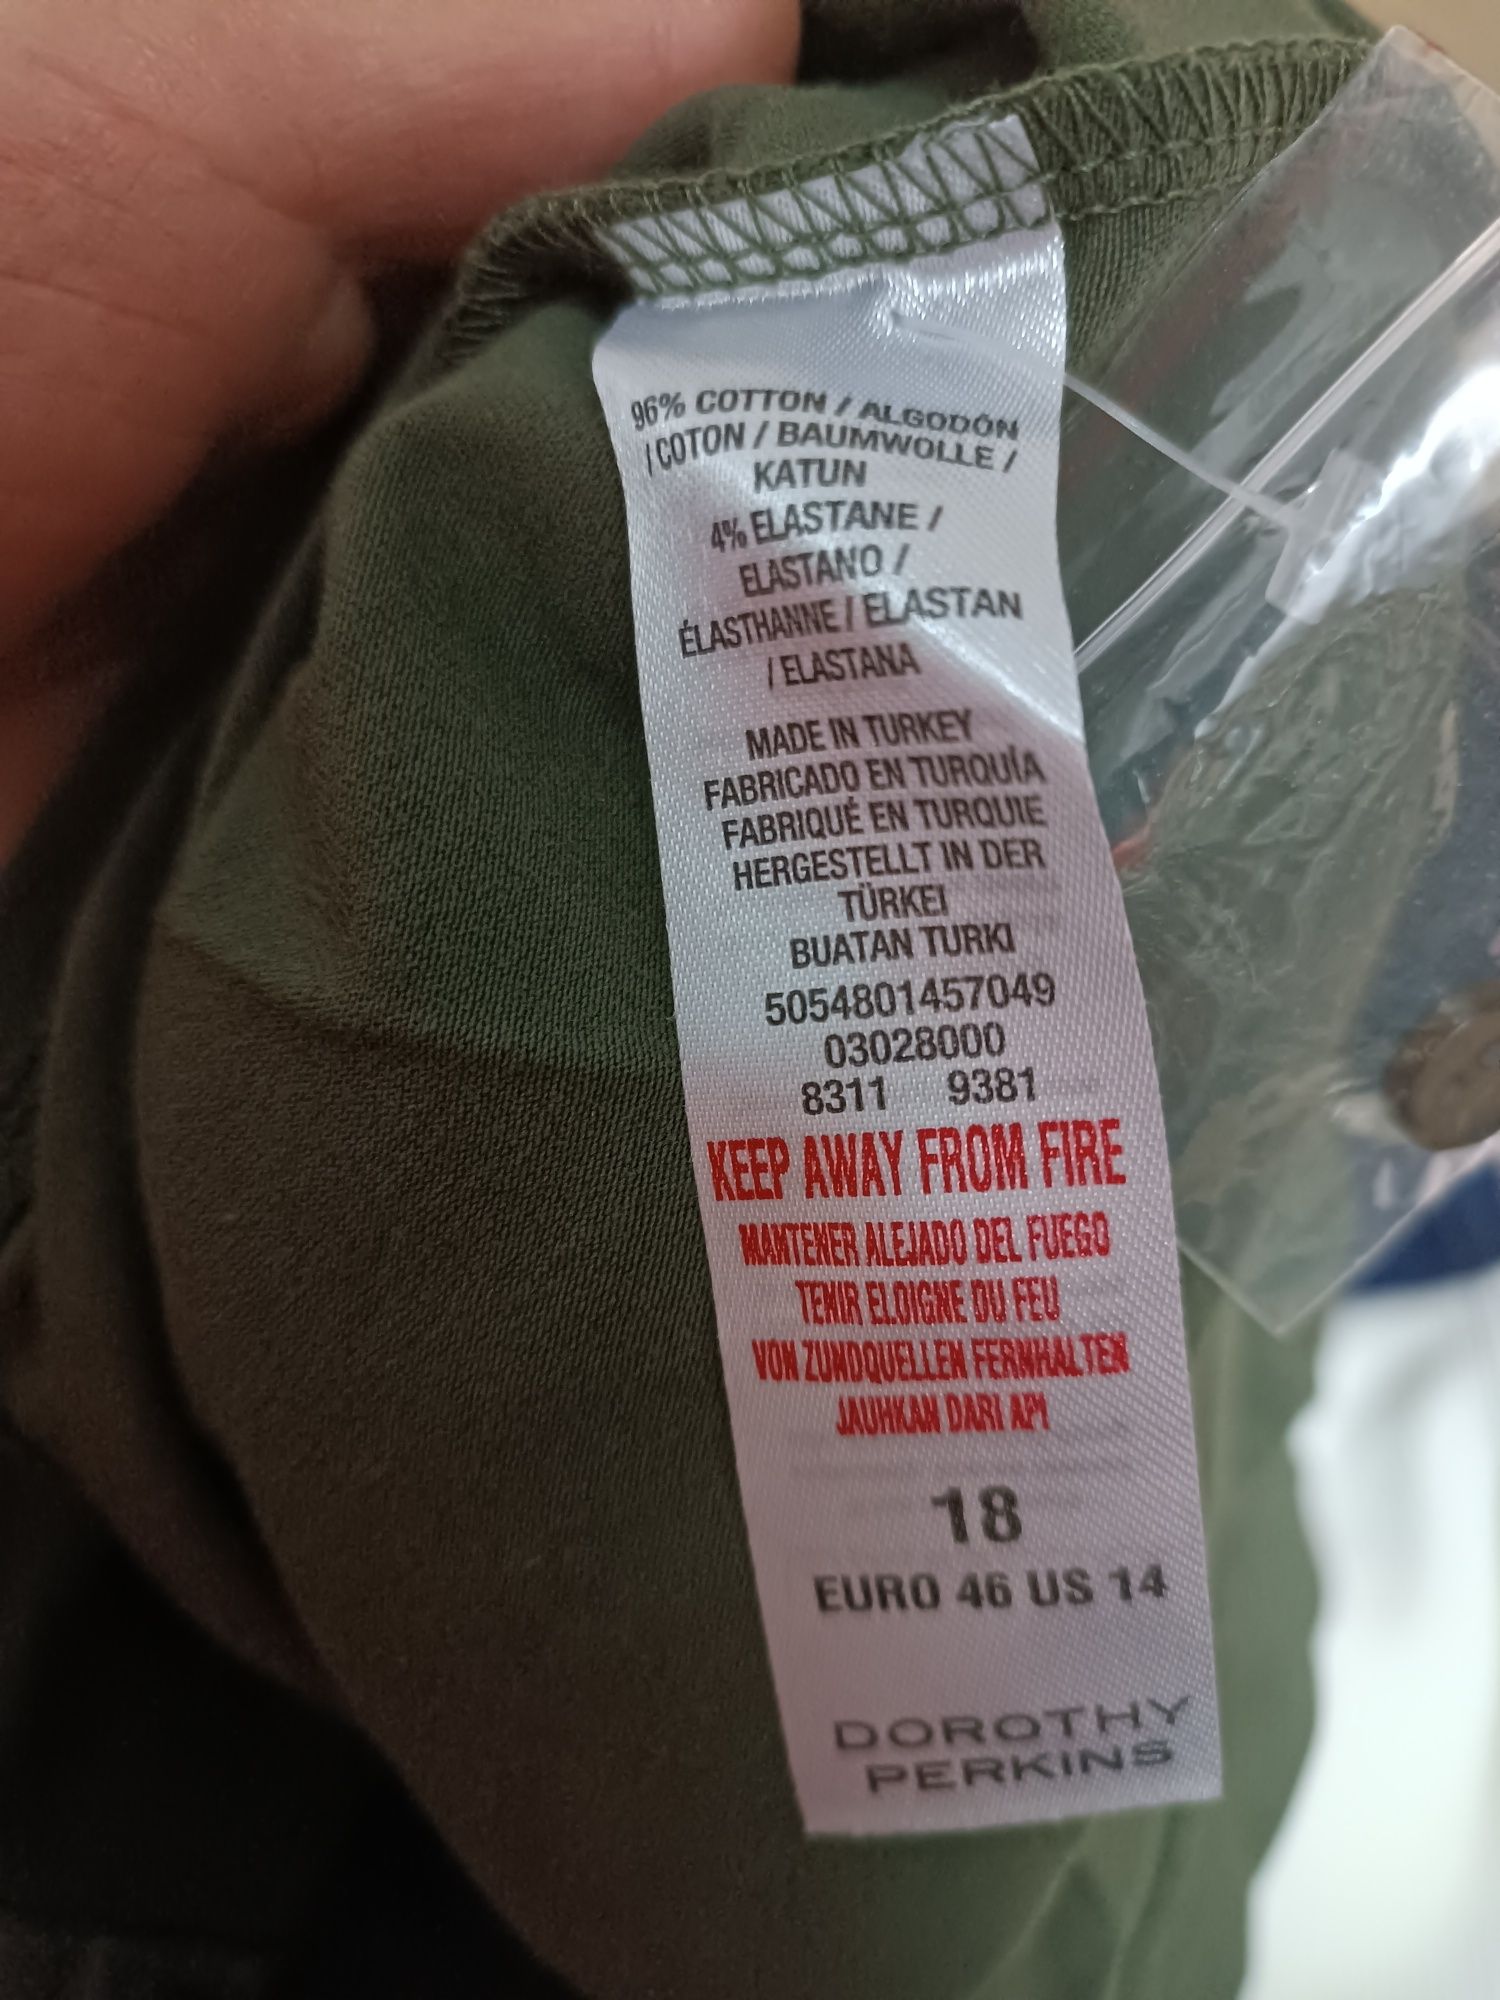 96% COTTON / ALGODÓN
/ COTON / BAUMWOLLE /
KATUN
4% ELASTANE /
ELASTANO /
ÉLASTHANNE / ELASTAN
/ ELASTANA
MADE IN TURKEY
FABRICADO EN TURQUÍA
FABRIQUÉ EN TURQUIE
HERGESTELLT IN DER
TÜRKEI
BUATAN TURKI
5054801457049
03028000
8311 9381
KEEP AWAY FROM FIRE
MANTENER ALEJADO DEL FUEGO
TENIR ELOIGNE DU FEU
VON ZUNDQUELLEN FERNHALTEN
JAUHKAN DARI API
18
EURO 46 US 14
DOROTHY
PERKINS